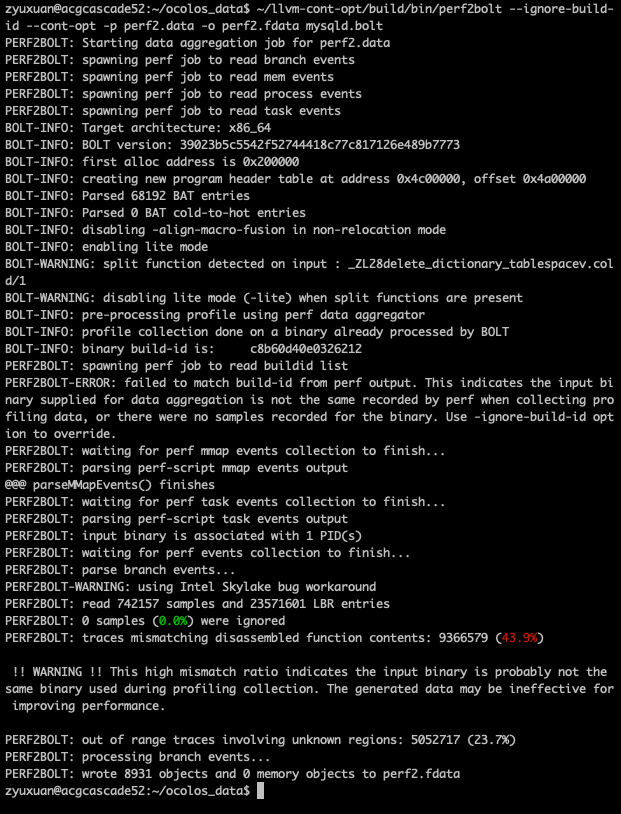 zyuxuan@acgcascade52:~/ocolos_data$ ~/llvm-cont-opt/build/bin/perf2bolt --ignore-build-
id --cont-opt -p perf2.data -o perf2.fdata mysqld.bolt
PERF2BOLT: Starting data aggregation job for perf2.data
PERF2BOLT: spawning perf job to read branch events
PERF2BOLT: spawning perf job to read mem events
PERF2BOLT: spawning perf job to read process events
PERF2BOLT: spawning perf job to read task events
BOLT-INFO: Target architecture: x86_64
BOLT-INFO: BOLT version: 39023b5c5542f52744418c77c817126e489b7773
BOLT-INFO: first alloc address is 0x200000
BOLT-INFO: creating new program header table at address 0x4c00000, offset 0x4a00000
BOLT-INFO: Parsed 68192 BAT entries
BOLT-INFO: Parsed 0 BAT cold-to-hot entries
BOLT-INFO: disabling -align-macro-fusion in non-relocation mode
BOLT-INFO: enabling lite mode
BOLT-WARNING: split function detected on input : _ZL28delete_dictionary_tablespacev.col
d/1
BOLT-WARNING: disabling lite mode (-lite) when split functions are present
BOLT-INFO: pre-processing profile using perf data aggregator
BOLT-INFO: profile collection done on a binary already processed by BOLT
BOLT-INFO: binary build-id is:     c8b60d40e0326212
PERF2BOLT: spawning perf job to read buildid list
PERF2BOLT-ERROR: failed to match build-id from perf output. This indicates the input bi
nary supplied for data aggregation is not the same recorded by perf when collecting pro
filing data, or there were no samples recorded for the binary. Use -ignore-build-id opt
ion to override.
PERF2BOLT: waiting for perf mmap events collection to finish...
PERF2BOLT: parsing perf-script mmap events output
@@@ parseMMapEvents() finishes
PERF2BOLT: waiting for perf task events collection to finish...
PERF2BOLT: parsing perf-script task events output
PERF2BOLT: input binary is associated with 1 PID(s)
PERF2BOLT: waiting for perf events collection to finish...
PERF2BOLT: parse branch events...
PERF2BOLT-WARNING: using Intel Skylake bug workaround
PERF2BOLT: read 742157 samples and 23571601 LBR entries
PERF2BOLT: 0 samples (0.0%) were ignored
PERF2BOLT: traces mismatching disassembled function contents: 9366579 (43.9%)
!! WARNING !! This high mismatch ratio indicates the input binary is probably not the
same binary used during profiling collection. The generated data may be ineffective for
improving performance.
PERF2BOLT: out of range traces involving unknown regions: 5052717 (23.7%)
PERF2BOLT: processing branch events...
PERF2BOLT: wrote 8931 objects and 0 memory objects to perf2.fdata
zyuxuan@acgcascade52:~/ocolos_data$